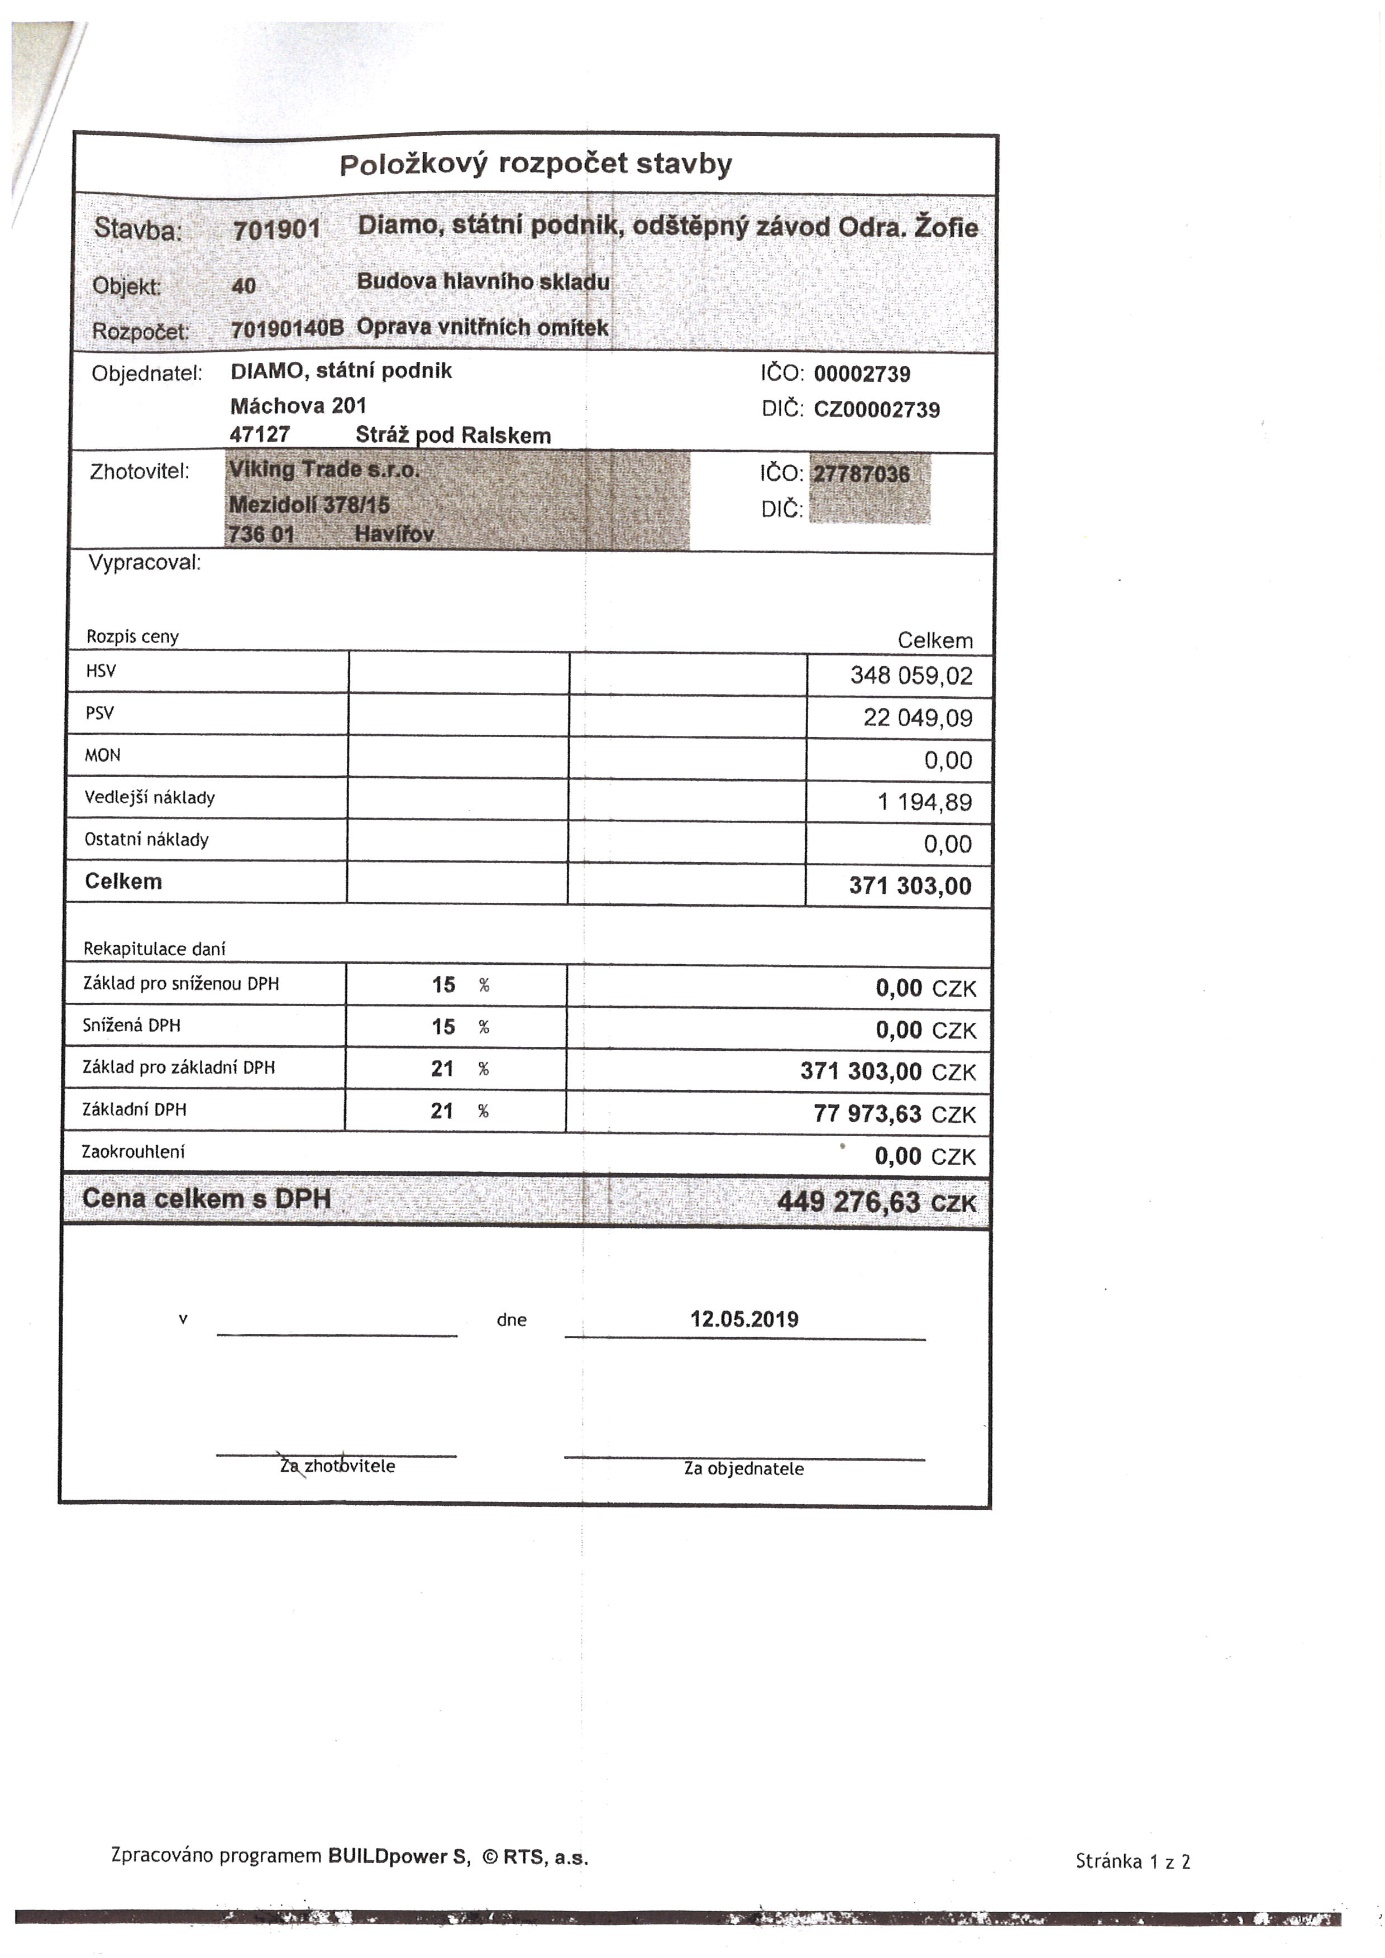 Položkový rozpočet stavby
Stavba: 701901 Diamo, státní podnik, odštěpný závod Odra. Žofie
Objekt: 40 Budova hlavního skladu
Rozpočet: 70190140B Oprava vnitřních omítek
Objednatel: DIAMO, státní podnik IČO: 00002739
Máchova 201 DIČ: CZ00002739
47127 Stráž pod Ralskem
Zhotovitel: Viking Trade s.r.o. IČO: 27787036
Mezidolí 378/15 DIČ:
736 01 Havířov
Vypracoval:
Rozpis ceny Celkem
HSV 348 059,02
PSV 22 049,09
MON 0,00
Vedlejší náklady 1 194,89
Ostatní náklady 0,00
Celkem 371 303,00
Rekapitulace daní
Základ pro sníženou DPH 15 % 0,00 CZK
Snížená DPH 15 % 0,00 CZK
Základ pro základní DPH 21 % 371 303,00 CZK
Základní DPH 21 % 77 973,63 CZK
Zaokrouhlení 0,00 CZK
Cena celkem s DPH 449 276,63 CZK
v dne 12.05.2019
Za zhotovitele Za objednatele
Zpracováno programem BUILDpower S, © RTS, a.s. Stránka 1 z 2